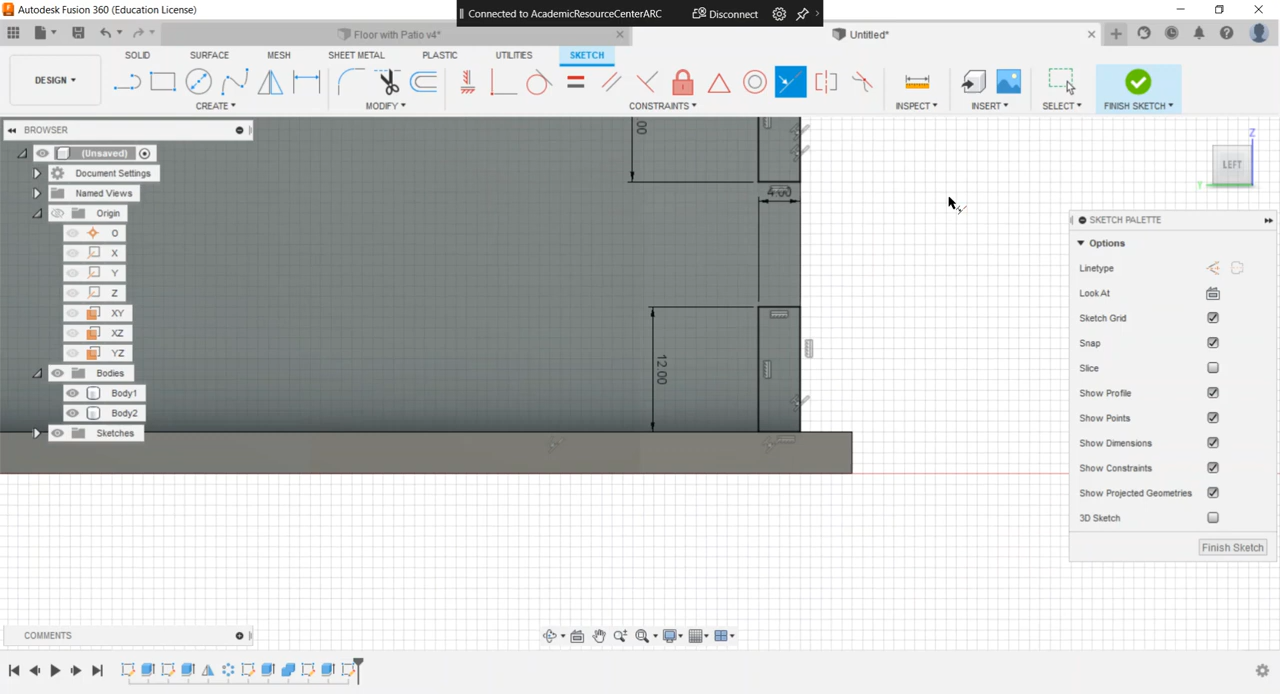 Autodesk Fusion 360 (Education License)
Connected to AcademicResourceCenterARC
Disconnect
Floor with Patio v4*
Untitled*
SOLID
SURFACE
MESH
SHEET METAL
PLASTIC
UTILITIES
SKETCH
DESIGN
CREATE
MODIFY
CONSTRAINTS
INSPECT
INSERT
SELECT
FINISH SKETCH
BROWSER
(Unsaved)
Document Settings
Named Views
Origin
O
X
Y
Z
XY
XZ
YZ
Bodies
Body1
Body2
Sketches
00
4.00
12.00
Z
LEFT
Y
SKETCH PALETTE
Options
Linetype
Look At
Sketch Grid
Snap
Slice
Show Profile
Show Points
Show Dimensions
Show Constraints
Show Projected Geometries
3D Sketch
Finish Sketch
COMMENTS